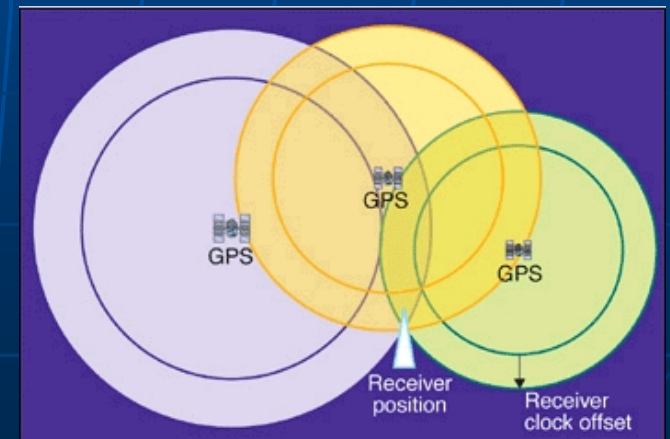 GPS
GPS
GPS
Receiver
position
Receiver
clock offset